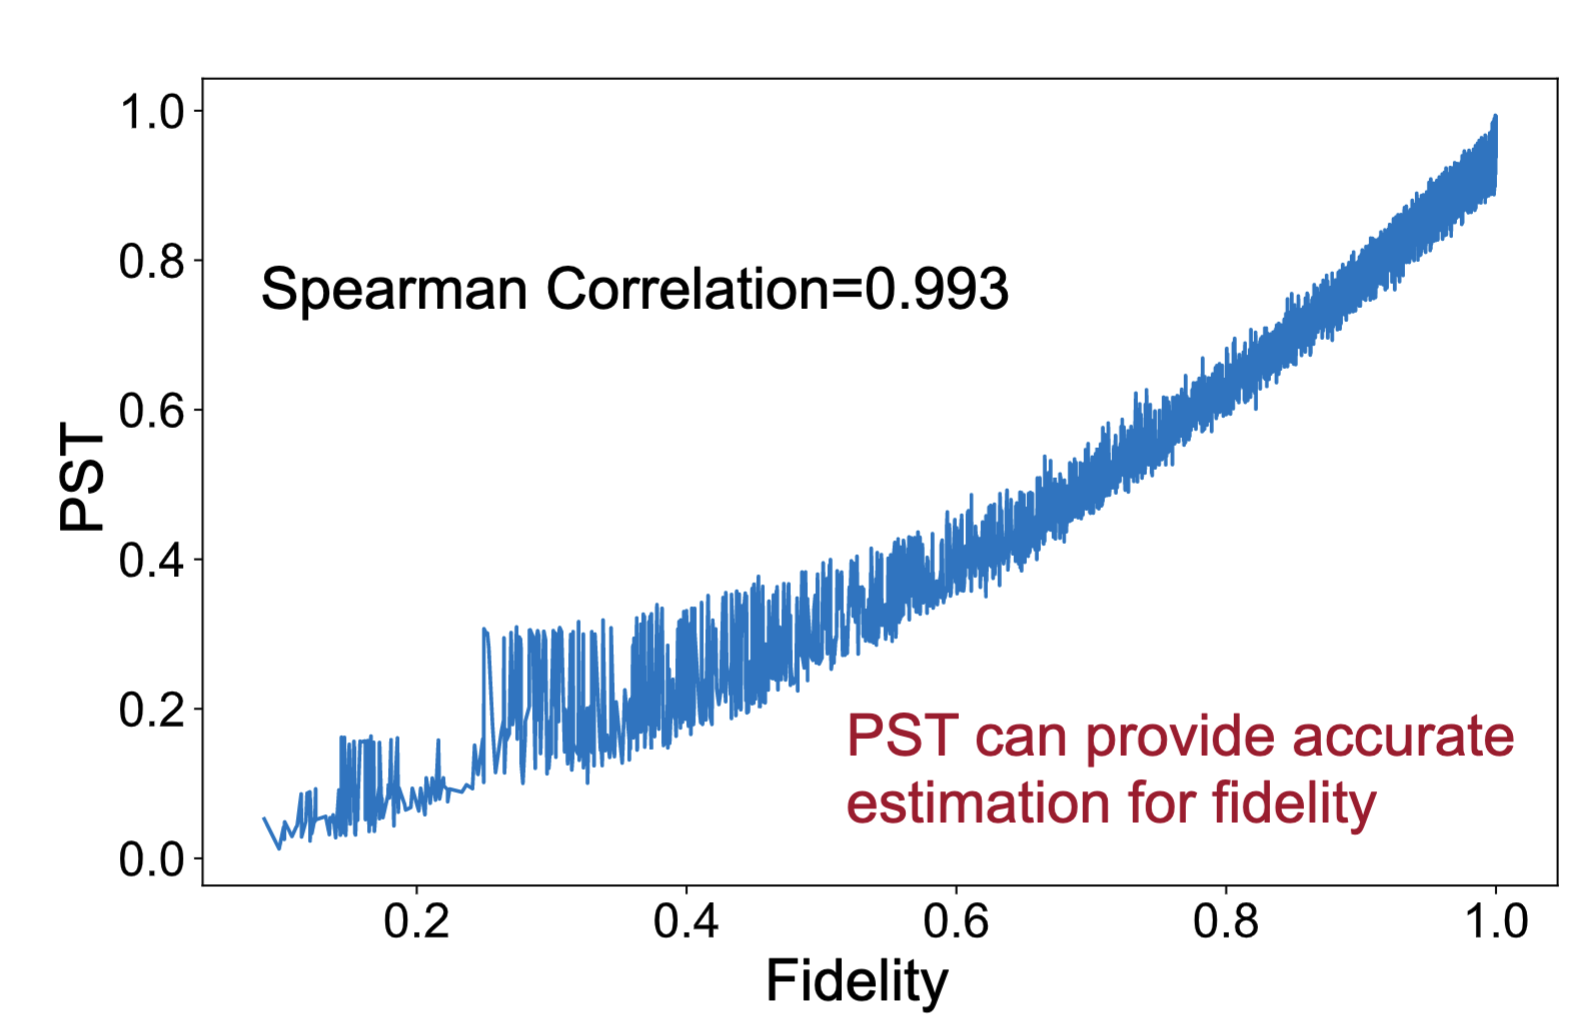 1.0
0.8
0.6
0.4
0.2
0.0
PST
Spearman Correlation=0.993
PST can provide accurate
estimation for fidelity
0.2 0.4 0.6 0.8 1.0
Fidelity